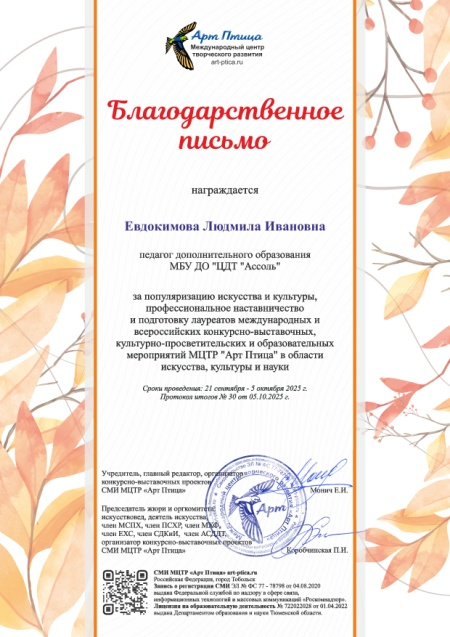 Арт Птица
Международный центр
творческого развития
art-ptica.ru
Благодарственное
письмо
награждается
Евдокимова Людмила Ивановна
педагог дополнительного образования
МБУ ДО "ЦДТ "Ассоль"
за популяризацию искусства и культуры,
профессиональное наставничество
и подготовку лауреатов международных и
всероссийских конкурсно-выставочных,
культурно-просветительских и образовательных
мероприятий МЦТР "Арт Птица" в области
искусства, культуры и науки
Сроки проведения: 21 сентября - 5 октября 2025 г.
Протокол итогов № 30 от 05.10.2025 г.
Учредитель, главный редактор, организатор
конкурсно-выставочных проектов
СМИ МЦТР «Арт Птица»
Монич Е.И.
Председатель жюри и оргкомитета,
искусствовед, деятель искусства,
член МСПХ, член ПСХР, член МКФ,
член ЕХС, член СДКиИ, член АСДДТ,
организатор конкурсно-выставочных проектов
СМИ МЦТР «Арт Птица»
Коробчинская П.И.
Арт
СМИ МЦТР «Арт Птица» art-ptica.ru
Российская Федерация, город Тобольск
Запись о регистрации СМИ ЭЛ № ФС 77 - 78798 от 04.08.2020
выдана Федеральной службой по надзору в сфере связи,
информационных технологий и массовых коммуникаций «Роскомнадзор».
Лицензия на образовательную деятельность № 722022028 от 01.04.2022
выдана Департаментом образования и науки Тюменской области.